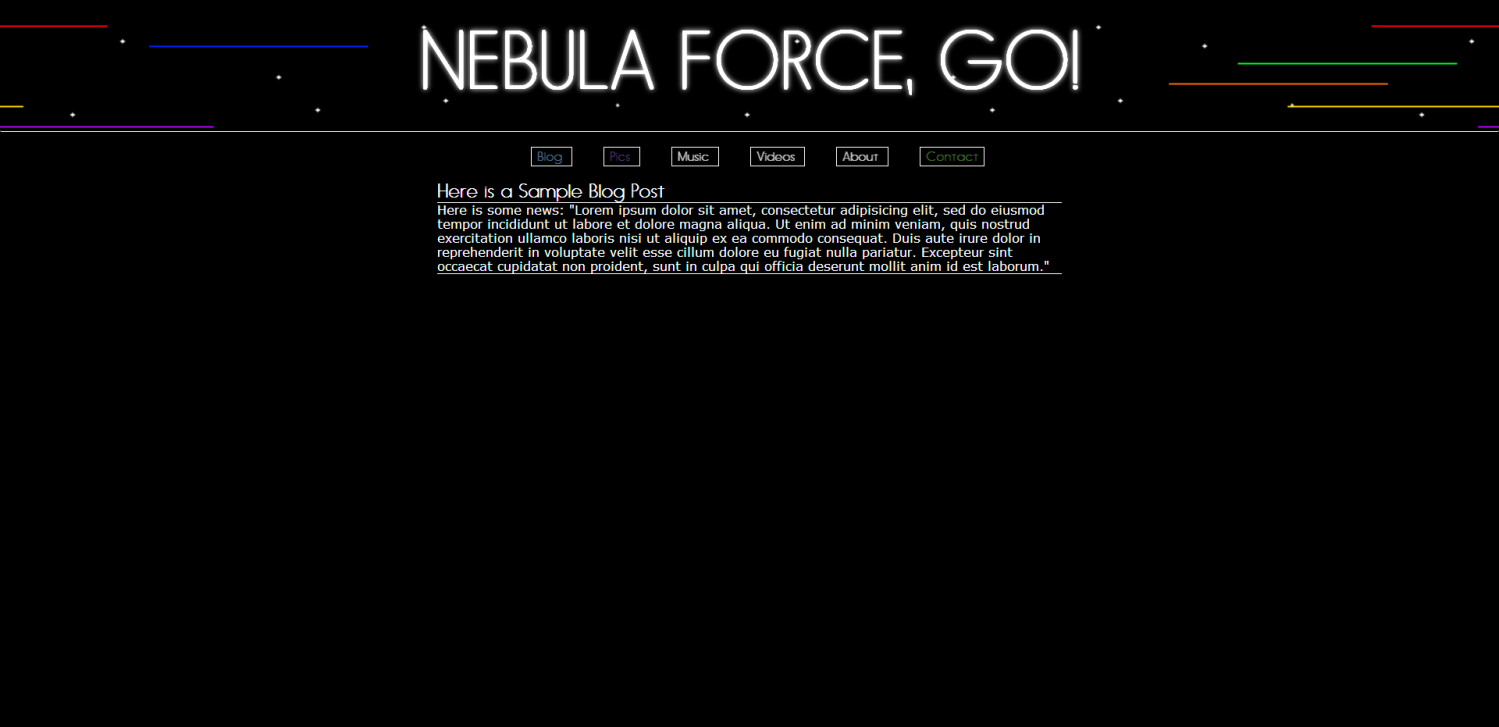 NEBULA FORCE, GO!
Blog Pics Music Videos About Contact
Here is a Sample Blog Post
Here is some news: "Lorem ipsum dolor sit amet, consectetur adipisicing elit, sed do eiusmod
tempor incididunt ut labore et dolore magna aliqua. Ut enim ad minim veniam, quis nostrud
exercitation ullamco laboris nisi ut aliquip ex ea commodo consequat. Duis aute irure dolor in
reprehenderit in voluptate velit esse cillum dolore eu fugiat nulla pariatur. Excepteur sint
occaecat cupidatat non proident, sunt in culpa qui officia deserunt mollit anim id est laborum."